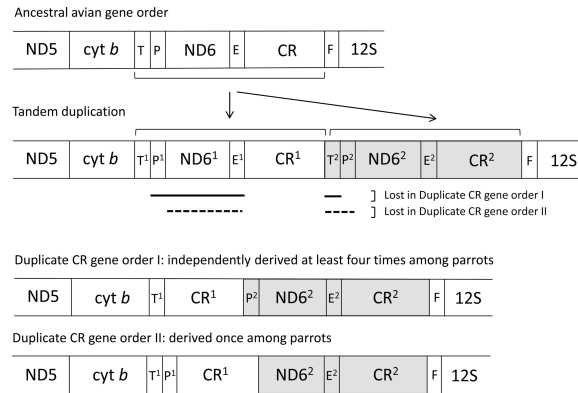 Ancestral avian gene order
ND5 cyt b T P ND6 E CR F 12S
Tandem duplication
ND5 cyt b T¹ P¹ ND6¹ E¹ CR¹ T² P² ND6² E² CR² F 12S
] Lost in Duplicate CR gene order I
] Lost in Duplicate CR gene order II
Duplicate CR gene order I: independently derived at least four times among parrots
ND5 cyt b T¹ CR¹ P² ND6² E² CR² F 12S
Duplicate CR gene order II: derived once among parrots
ND5 cyt b T¹ P¹ CR¹ ND6² E² CR² F 12S